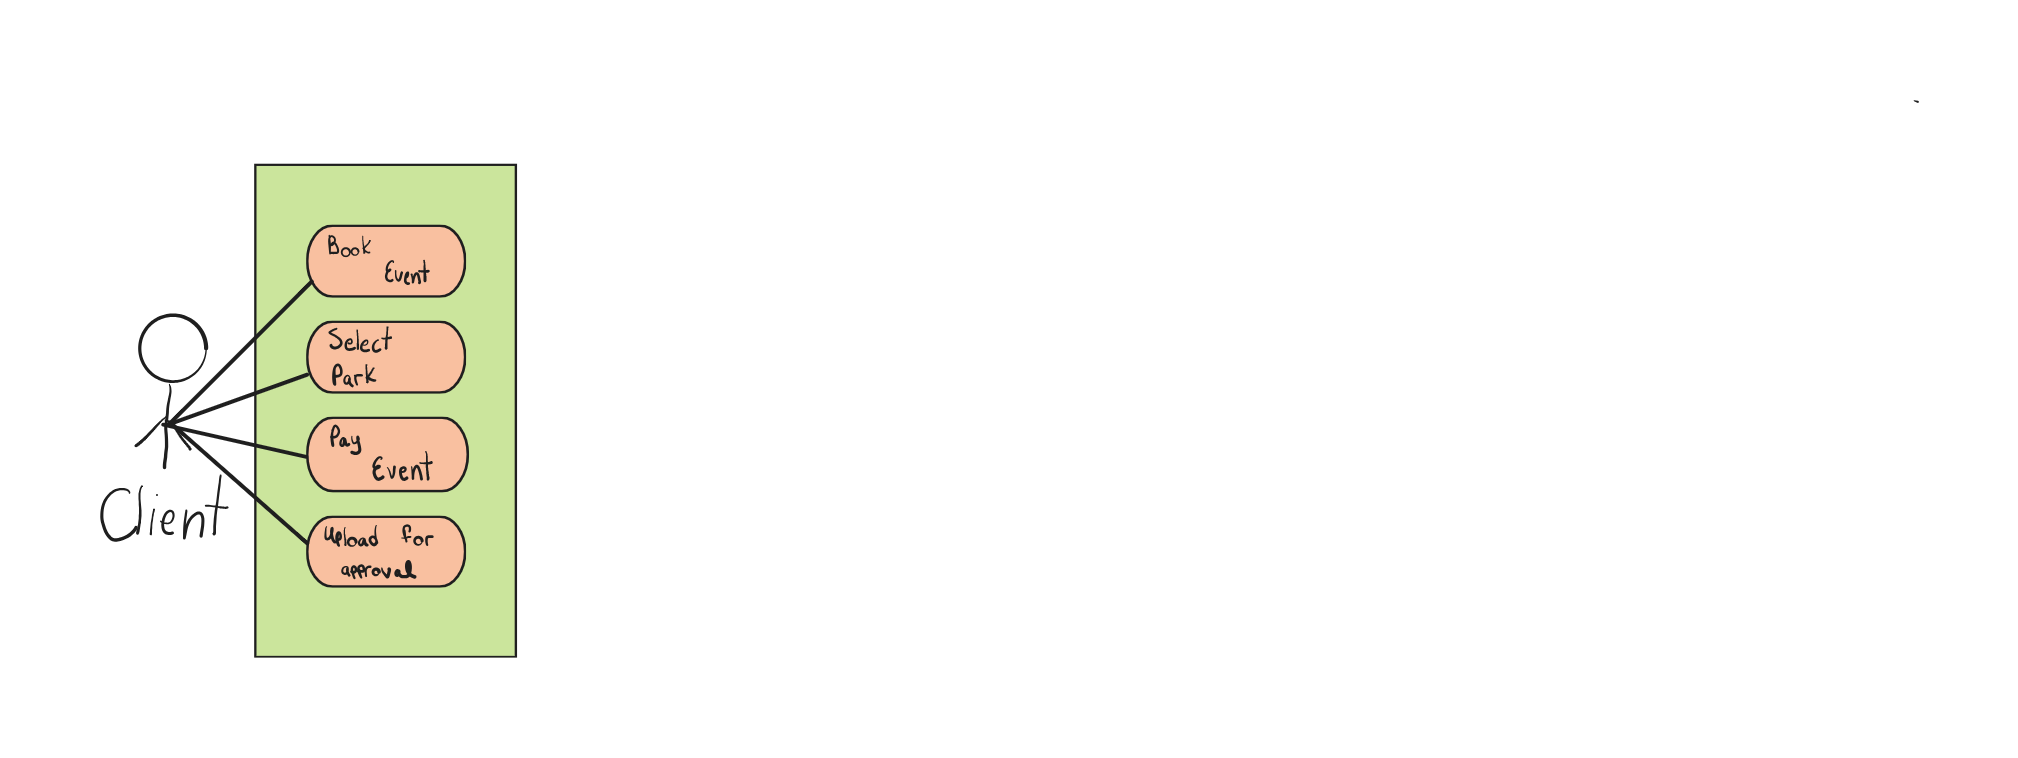 Book
Event
Select
Park
Pay
Event
Upload for
approval
Client